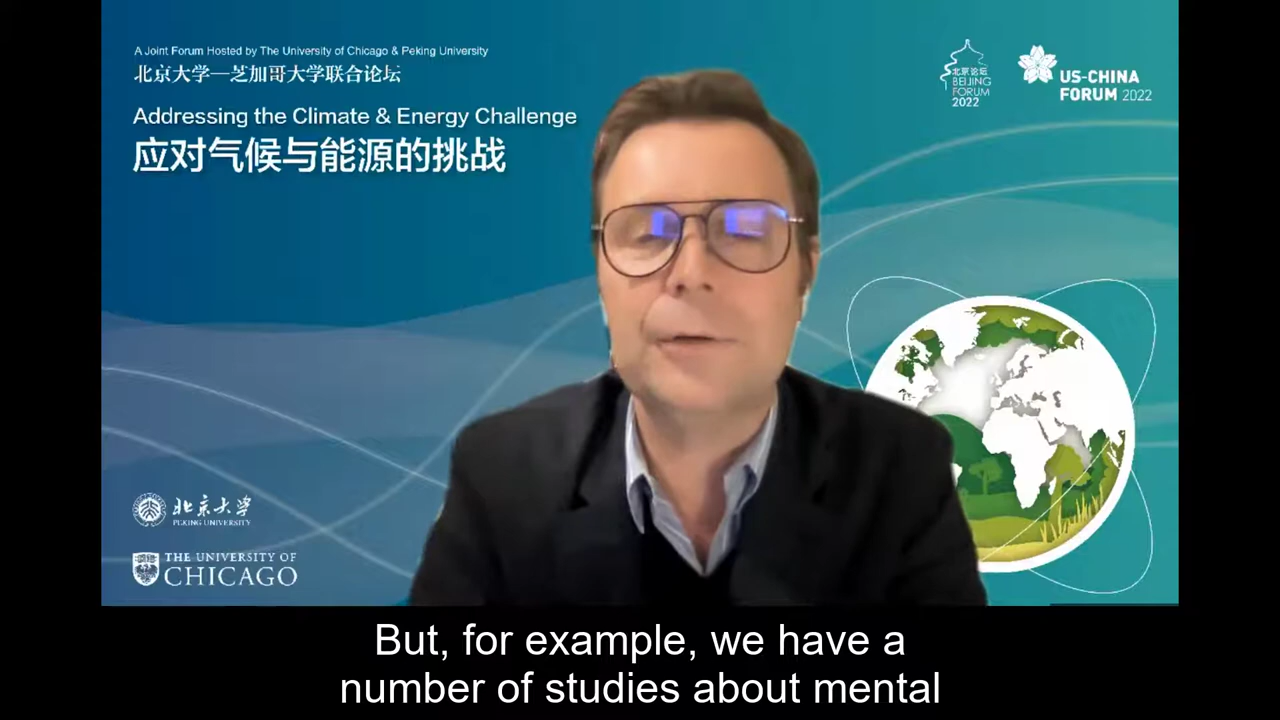 A Joint Forum Hosted by The University of Chicago & Peking University
北京大学—芝加哥大学联合论坛
Addressing the Climate & Energy Challenge
应对气候与能源的挑战
北京论坛
BEIJING
FORUM
2022
US-CHINA
FORUM 2022
北京大学
PEKING UNIVERSITY
THE UNIVERSITY OF
CHICAGO
But, for example, we have a
number of studies about mental